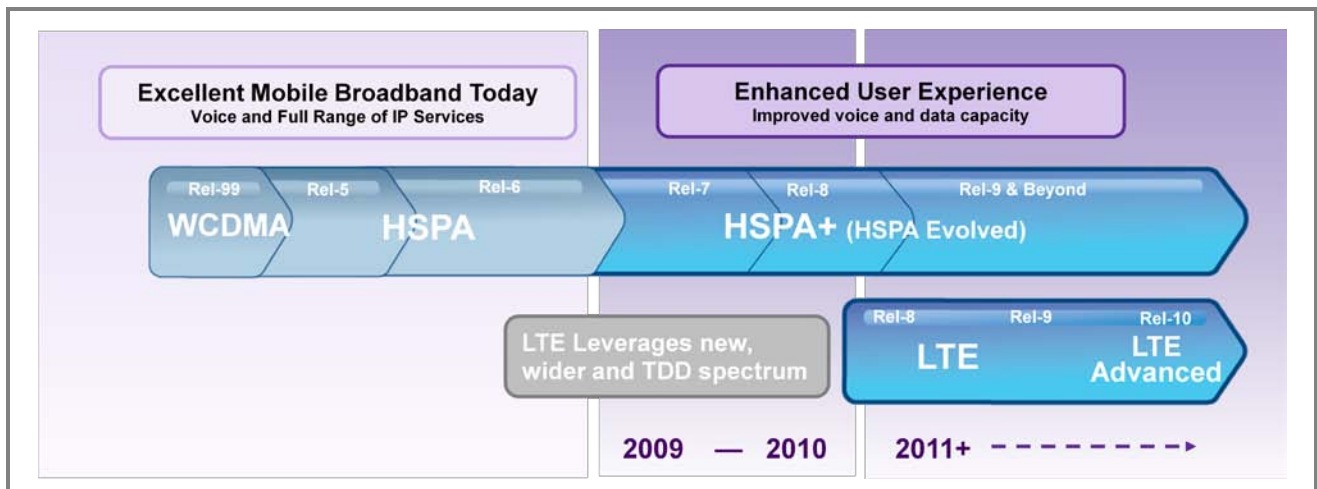 Excellent Mobile Broadband Today
Voice and Full Range of IP Services
Enhanced User Experience
Improved voice and data capacity
Rel-99
Rel-5
Rel-6
Rel-7
Rel-8
Rel-9 & Beyond
WCDMA
HSPA
HSPA+ (HSPA Evolved)
LTE Leverages new,
wider and TDD spectrum
Rel-8
Rel-9
Rel-10
LTE
LTE
Advanced
2009 — 2010
2011+